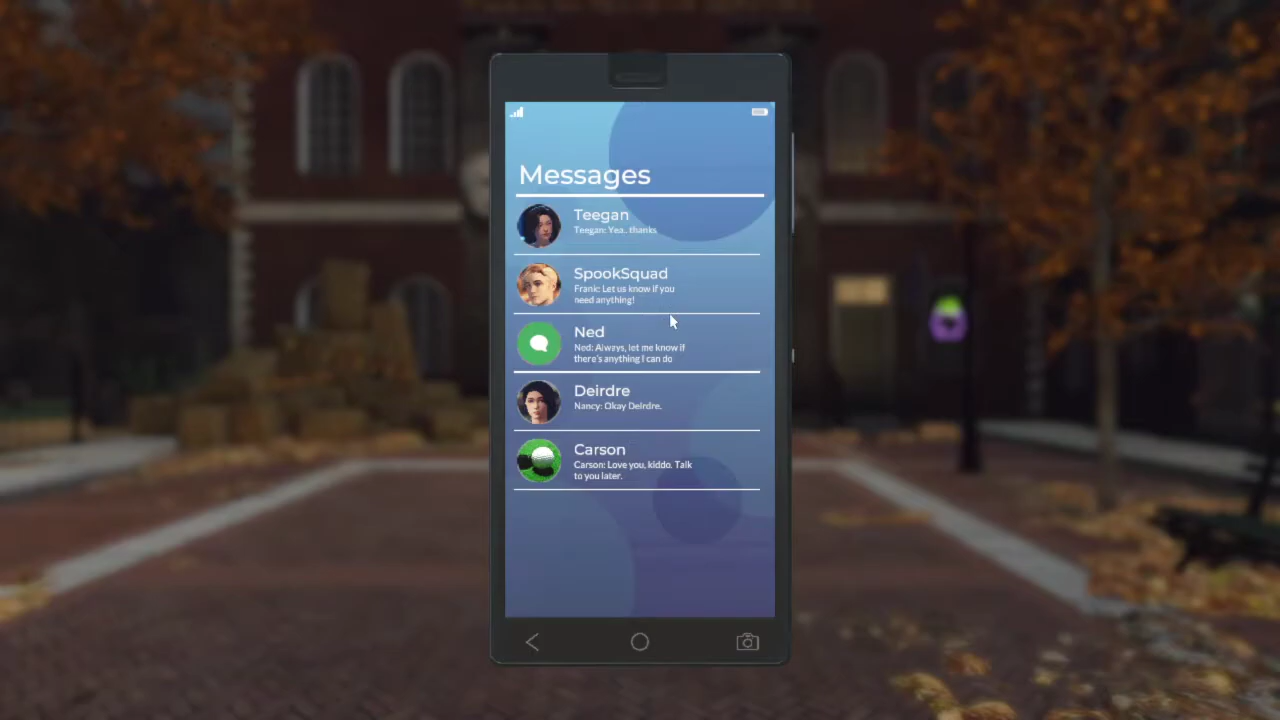 Messages
Teegan
Teegan: Yea.. thanks
SpookSquad
Frank: Let us know if you
need anything!
Ned
Ned: Always, let me know if
there's anything I can do
Deirdre
Nancy: Okay Deirdre.
Carson
Carson: Love you, kiddo. Talk
to you later.